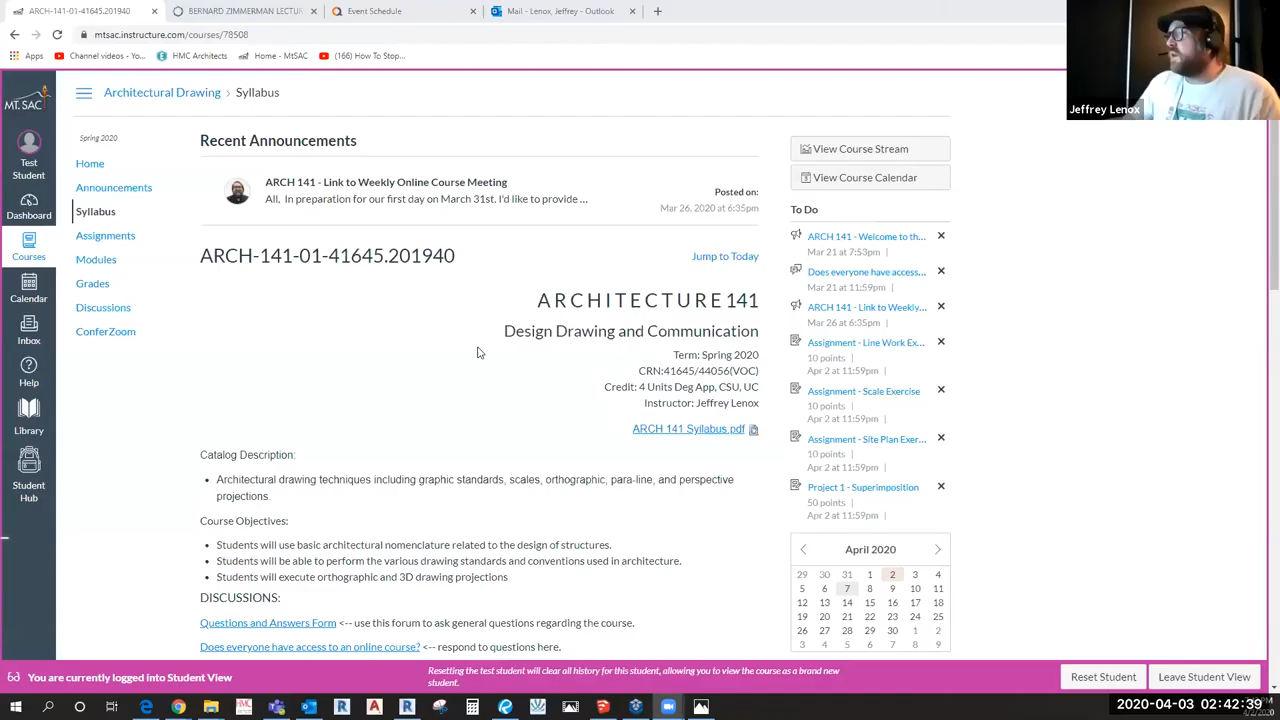 ARCH-141-01-41645.201940
BERNARD ZIMMERMAN LECTUR
Event Schedule
Mail - Lenox, Jeffrey - Outlook
mtsac.instructure.com/courses/78508
Apps
Channel videos - Yo...
HMC Architects
Home - MtSAC
(166) How To Stop...
Jeffrey Lenox
MT. SAC
Test
Student
Dashboard
Courses
Calendar
Inbox
Help
Library
Student
Hub
Architectural Drawing › Syllabus
Spring 2020
Home
Announcements
Syllabus
Assignments
Modules
Grades
Discussions
ConferZoom
Recent Announcements
ARCH 141 - Link to Weekly Online Course Meeting
All, In preparation for our first day on March 31st. I'd like to provide ...
Posted on:
Mar 26, 2020 at 6:35pm
ARCH-141-01-41645.201940
Jump to Today
ARCHITECTURE 141
Design Drawing and Communication
Term: Spring 2020
CRN:41645/44056(VOC)
Credit: 4 Units Deg App, CSU, UC
Instructor: Jeffrey Lenox
ARCH 141 Syllabus.pdf
Catalog Description:
Architectural drawing techniques including graphic standards, scales, orthographic, para-line, and perspective
projections.
Course Objectives:
Students will use basic architectural nomenclature related to the design of structures.
Students will be able to perform the various drawing standards and conventions used in architecture.
Students will execute orthographic and 3D drawing projections
DISCUSSIONS:
Questions and Answers Form <-- use this forum to ask general questions regarding the course.
Does everyone have access to an online course? <-- respond to questions here.
View Course Stream
View Course Calendar
To Do
ARCH 141 - Welcome to th...
Mar 21 at 7:53pm |
Does everyone have access...
Mar 21 at 11:59pm |
ARCH 141 - Link to Weekly...
Mar 26 at 6:35pm |
Assignment - Line Work Ex...
10 points |
Apr 2 at 11:59pm |
Assignment - Scale Exercise
10 points |
Apr 2 at 11:59pm |
Assignment - Site Plan Exer...
10 points |
Apr 2 at 11:59pm |
Project 1 - Superimposition
50 points |
Apr 2 at 11:59pm |
April 2020
29 30 31 1 2 3 4
5 6 7 8 9 10 11
12 13 14 15 16 17 18
19 20 21 22 23 24 25
26 27 28 29 30 1 2
3 4 5 6 7 8 9
You are currently logged into Student View
Resetting the test student will clear all history for this student, allowing you to view the course as a brand new
student.
Reset Student
Leave Student View
2020-04-03 02:42:39